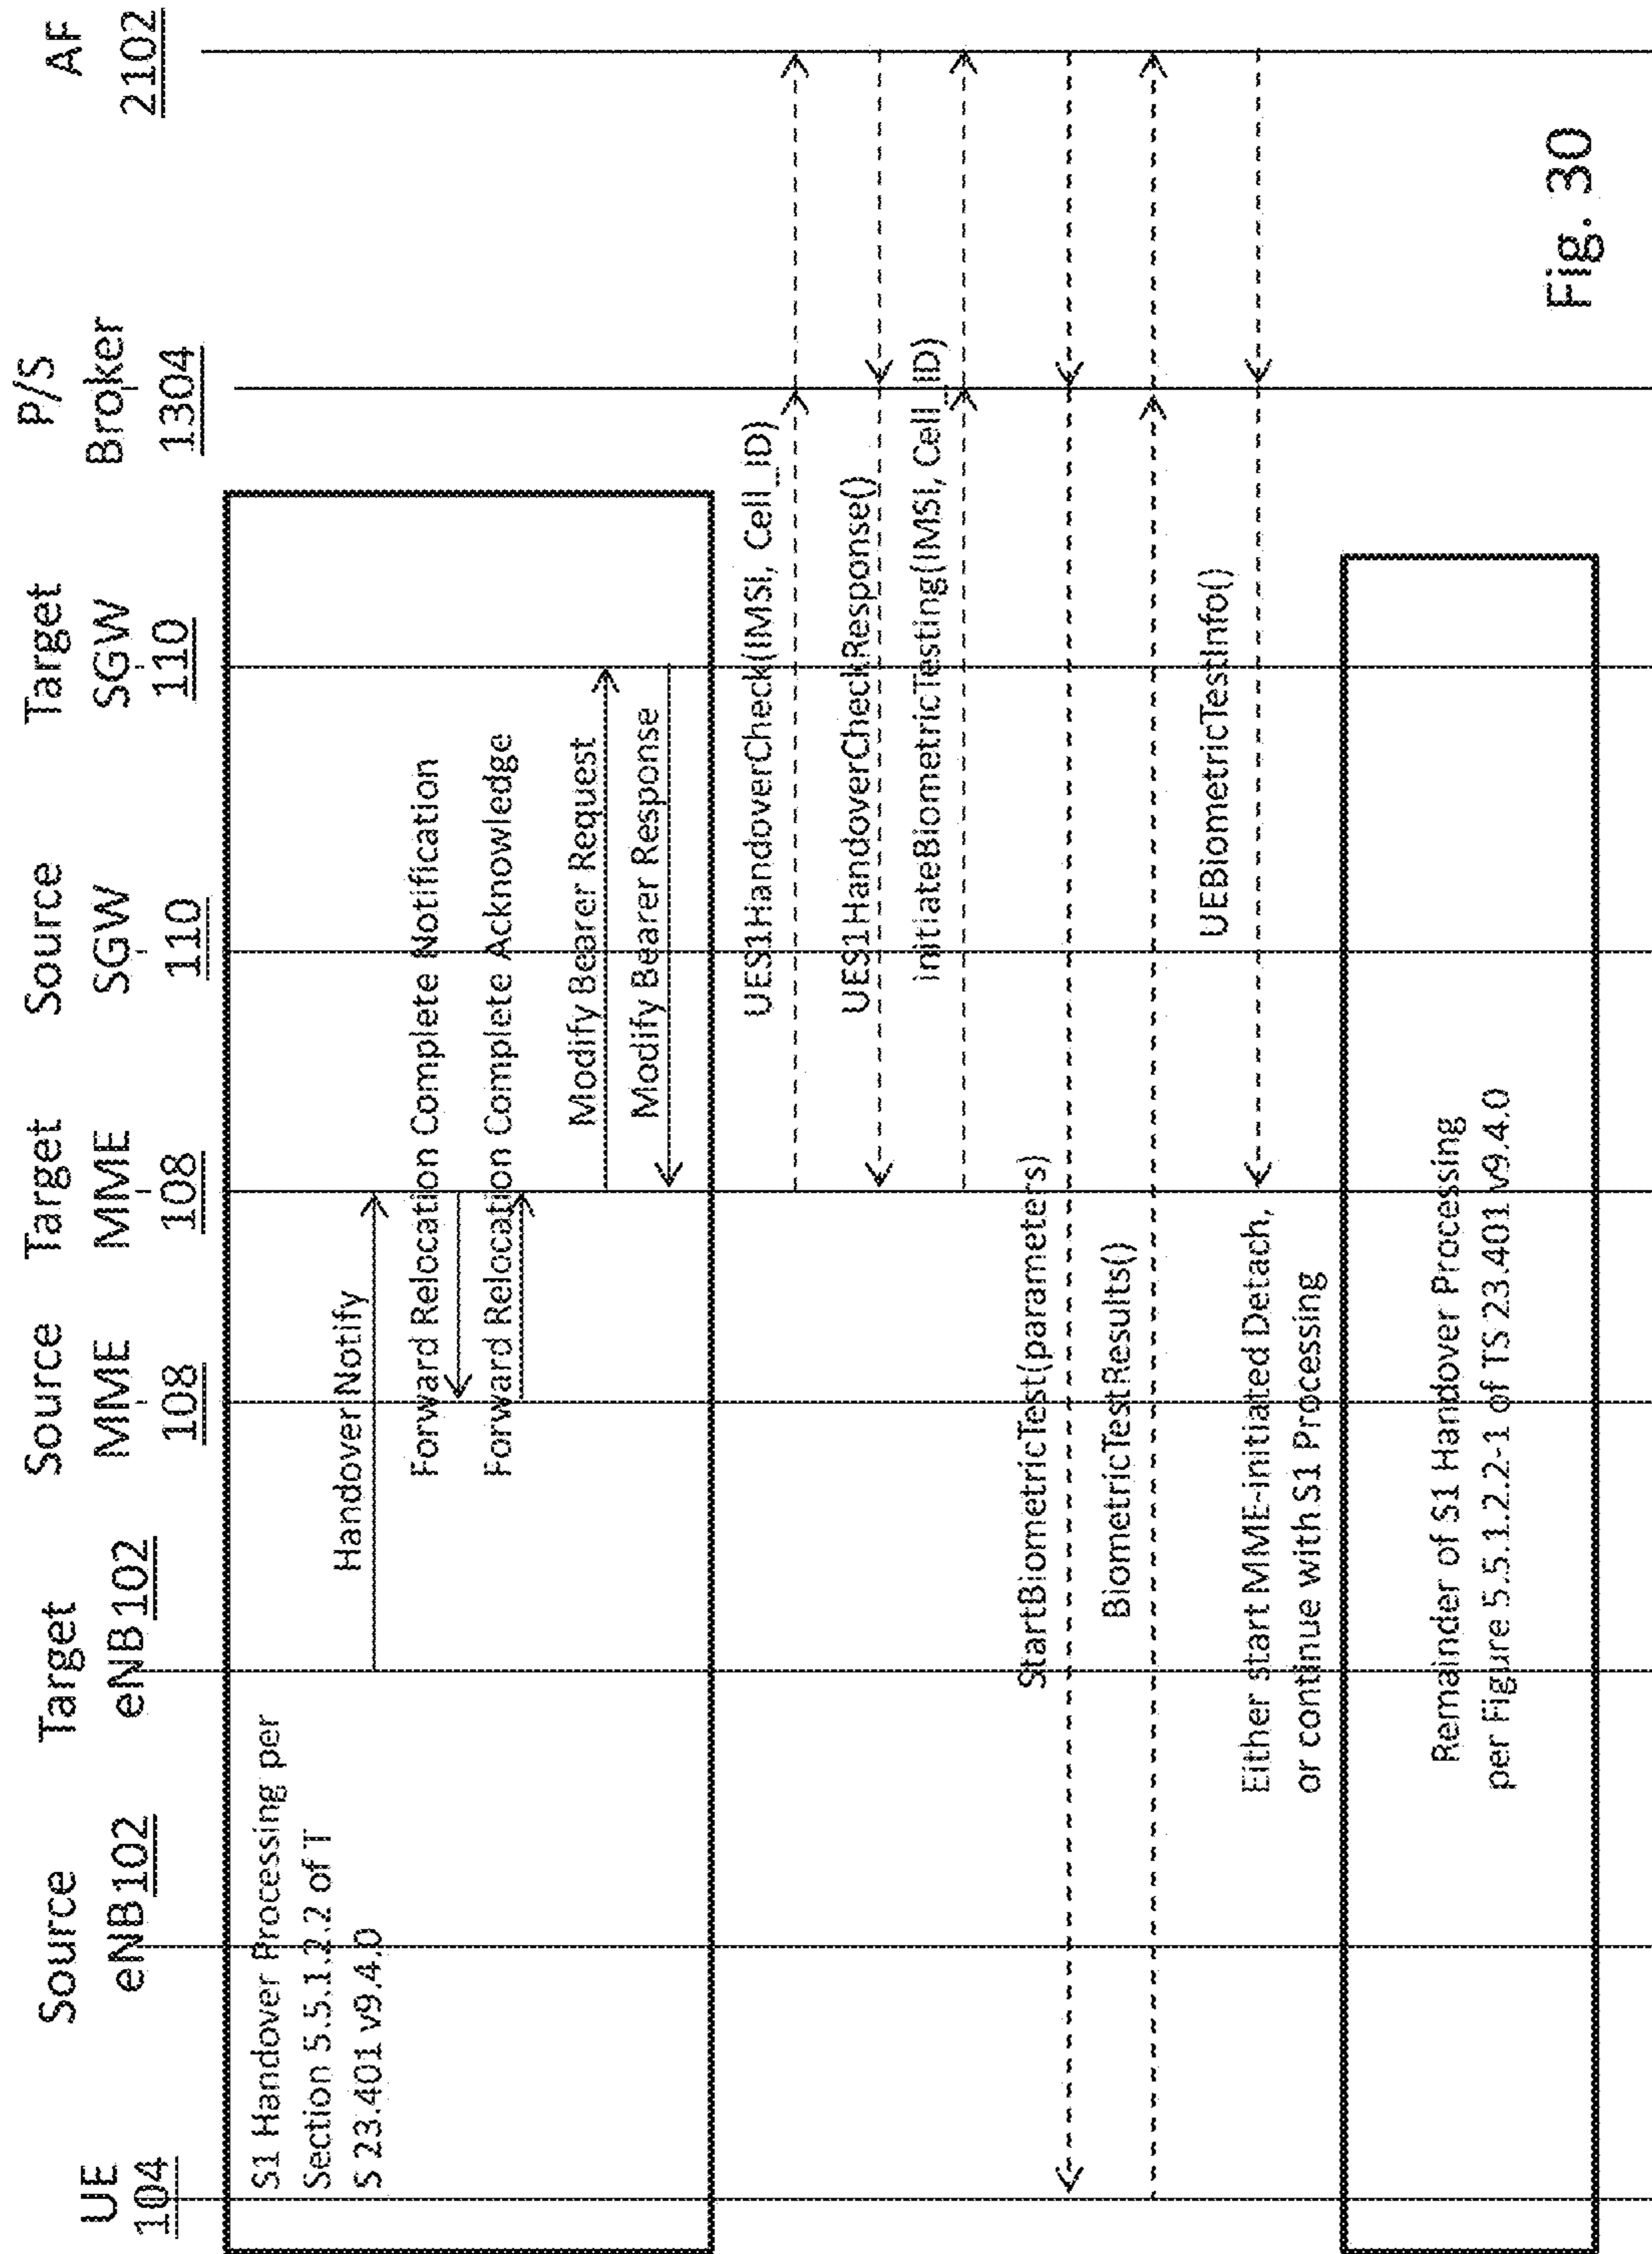 UE
104
Source
eNB 102
Target
eNB 102
Source
MME
108
Target
MME
108
Source
SGW
110
Target
SGW
110
P/S
Broker
1304
AF
2102
S1 Handover Processing per
Section 5.5.1.2.2 of T
S 23.401 v9.4.0
Handover Notify
Forward Relocation Complete Notification
Forward Relocation Complete Acknowledge
Modify Bearer Request
Modify Bearer Response
UES1HandoverCheck(IMSI, Cell_ID)
UES1HandoverCheckResponse()
InitiateBiometricTesting(IMSI, Cell_ID)
StartBiometricTest(parameters)
BiometricTestResults()
UEBiometricTestInfo()
Either start MME-initiated Detach,
or continue with S1 Processing
Remainder of S1 Handover Processing
per Figure 5.5.1.2.2-1 of TS 23.401 v9.4.0
Fig. 30